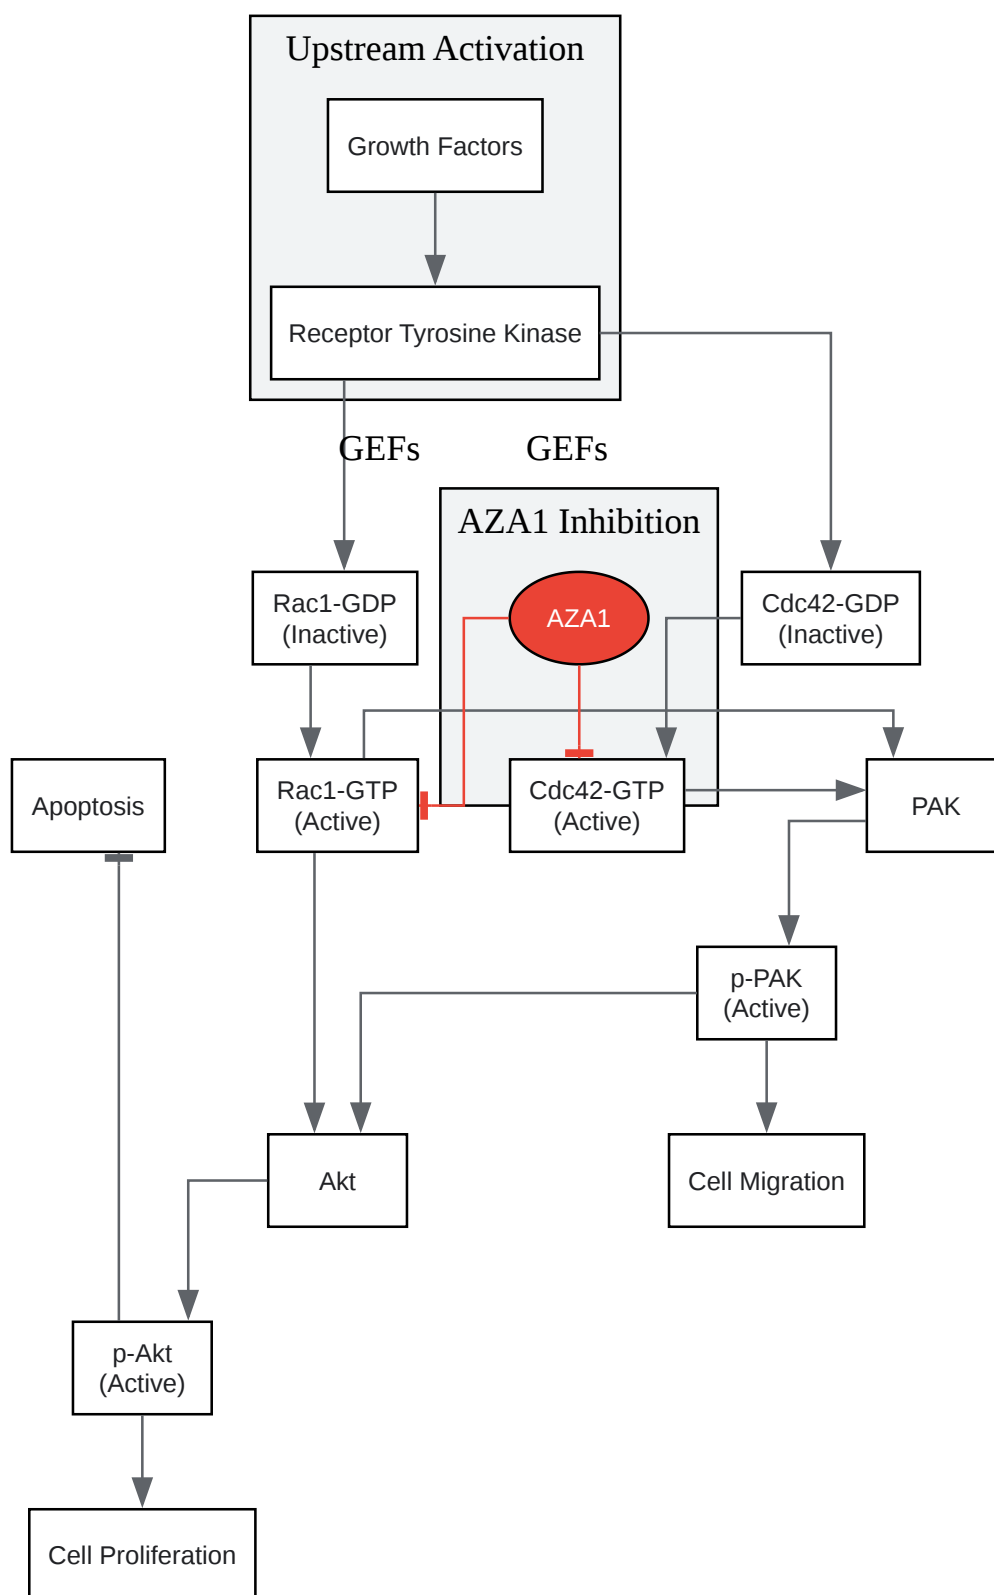 Upstream Activation
Growth Factors
Receptor Tyrosine Kinase
GEFs
GEFs
AZA1 Inhibition
Rac1-GDP
(Inactive)
AZA1
Cdc42-GDP
(Inactive)
Apoptosis
Rac1-GTP
(Active)
Cdc42-GTP
(Active)
PAK
p-PAK
(Active)
Akt
Cell Migration
p-Akt
(Active)
Cell Proliferation